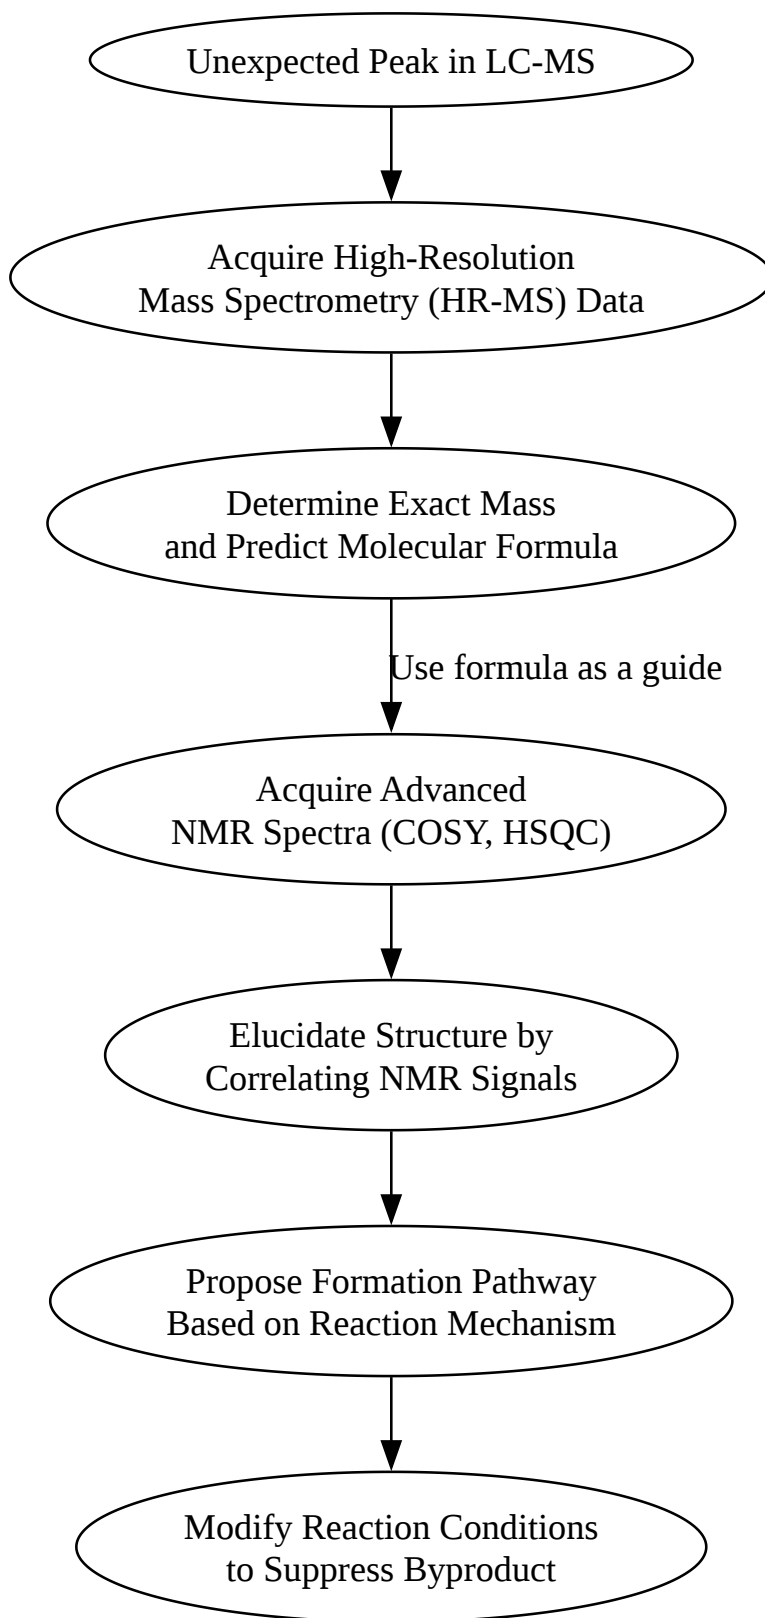 Unexpected Peak in LC-MS
Acquire High-Resolution
Mass Spectrometry (HR-MS) Data
Determine Exact Mass
and Predict Molecular Formula
Use formula as a guide
Acquire Advanced
NMR Spectra (COSY, HSQC)
Elucidate Structure by
Correlating NMR Signals
Propose Formation Pathway
Based on Reaction Mechanism
Modify Reaction Conditions
to Suppress Byproduct